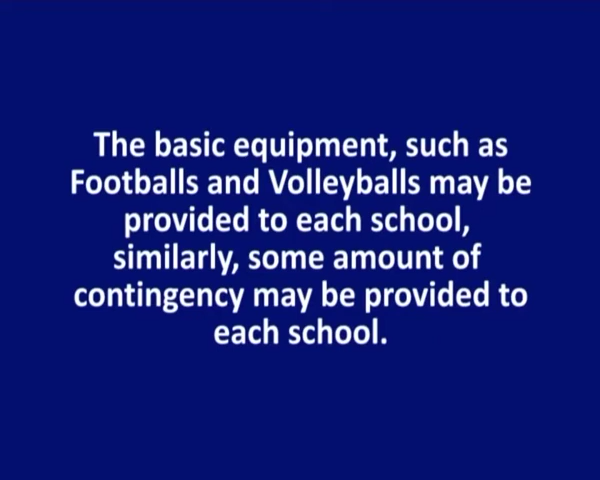 The basic equipment, such as
Footballs and Volleyballs may be
provided to each school,
similarly, some amount of
contingency may be provided to
each school.